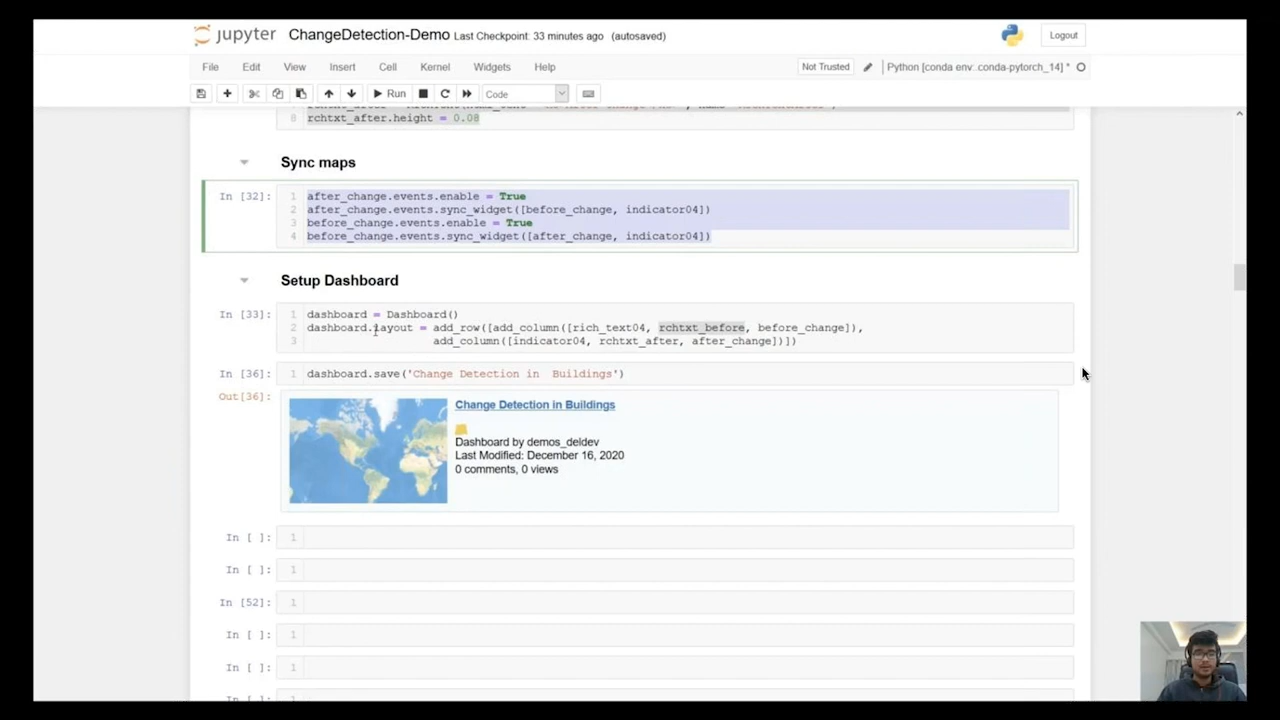 jupyter ChangeDetection-Demo Last Checkpoint: 33 minutes ago (autosaved) Logout
File Edit View Insert Cell Kernel Widgets Help Not Trusted Python [conda env:.conda-pytorch_14] *
Run Code
8 rchtxt_after.height = 0.08
Sync maps
In [32]:
1 after_change.events.enable = True
2 after_change.events.sync_widget([before_change, indicator04])
3 before_change.events.enable = True
4 before_change.events.sync_widget([after_change, indicator04])
Setup Dashboard
In [33]:
1 dashboard = Dashboard()
2 dashboard.layout = add_row([add_column([rich_text04, rchtxt_before, before_change]),
3 add_column([indicator04, rchtxt_after, after_change])])
In [36]: 1 dashboard.save('Change Detection in  Buildings')
Out[36]:
Change Detection in Buildings
Dashboard by demos_deldev
Last Modified: December 16, 2020
0 comments, 0 views
In [ ]: 1
In [ ]: 1
In [52]: 1
In [ ]: 1
In [ ]: 1